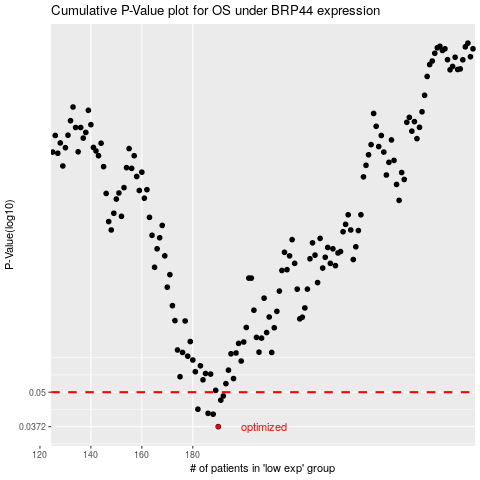 Cumulative P-Value plot for OS under BRP44 expression
P-Value(log10)
0.05
0.0372
optimized
120 140 160 180
# of patients in 'low exp' group